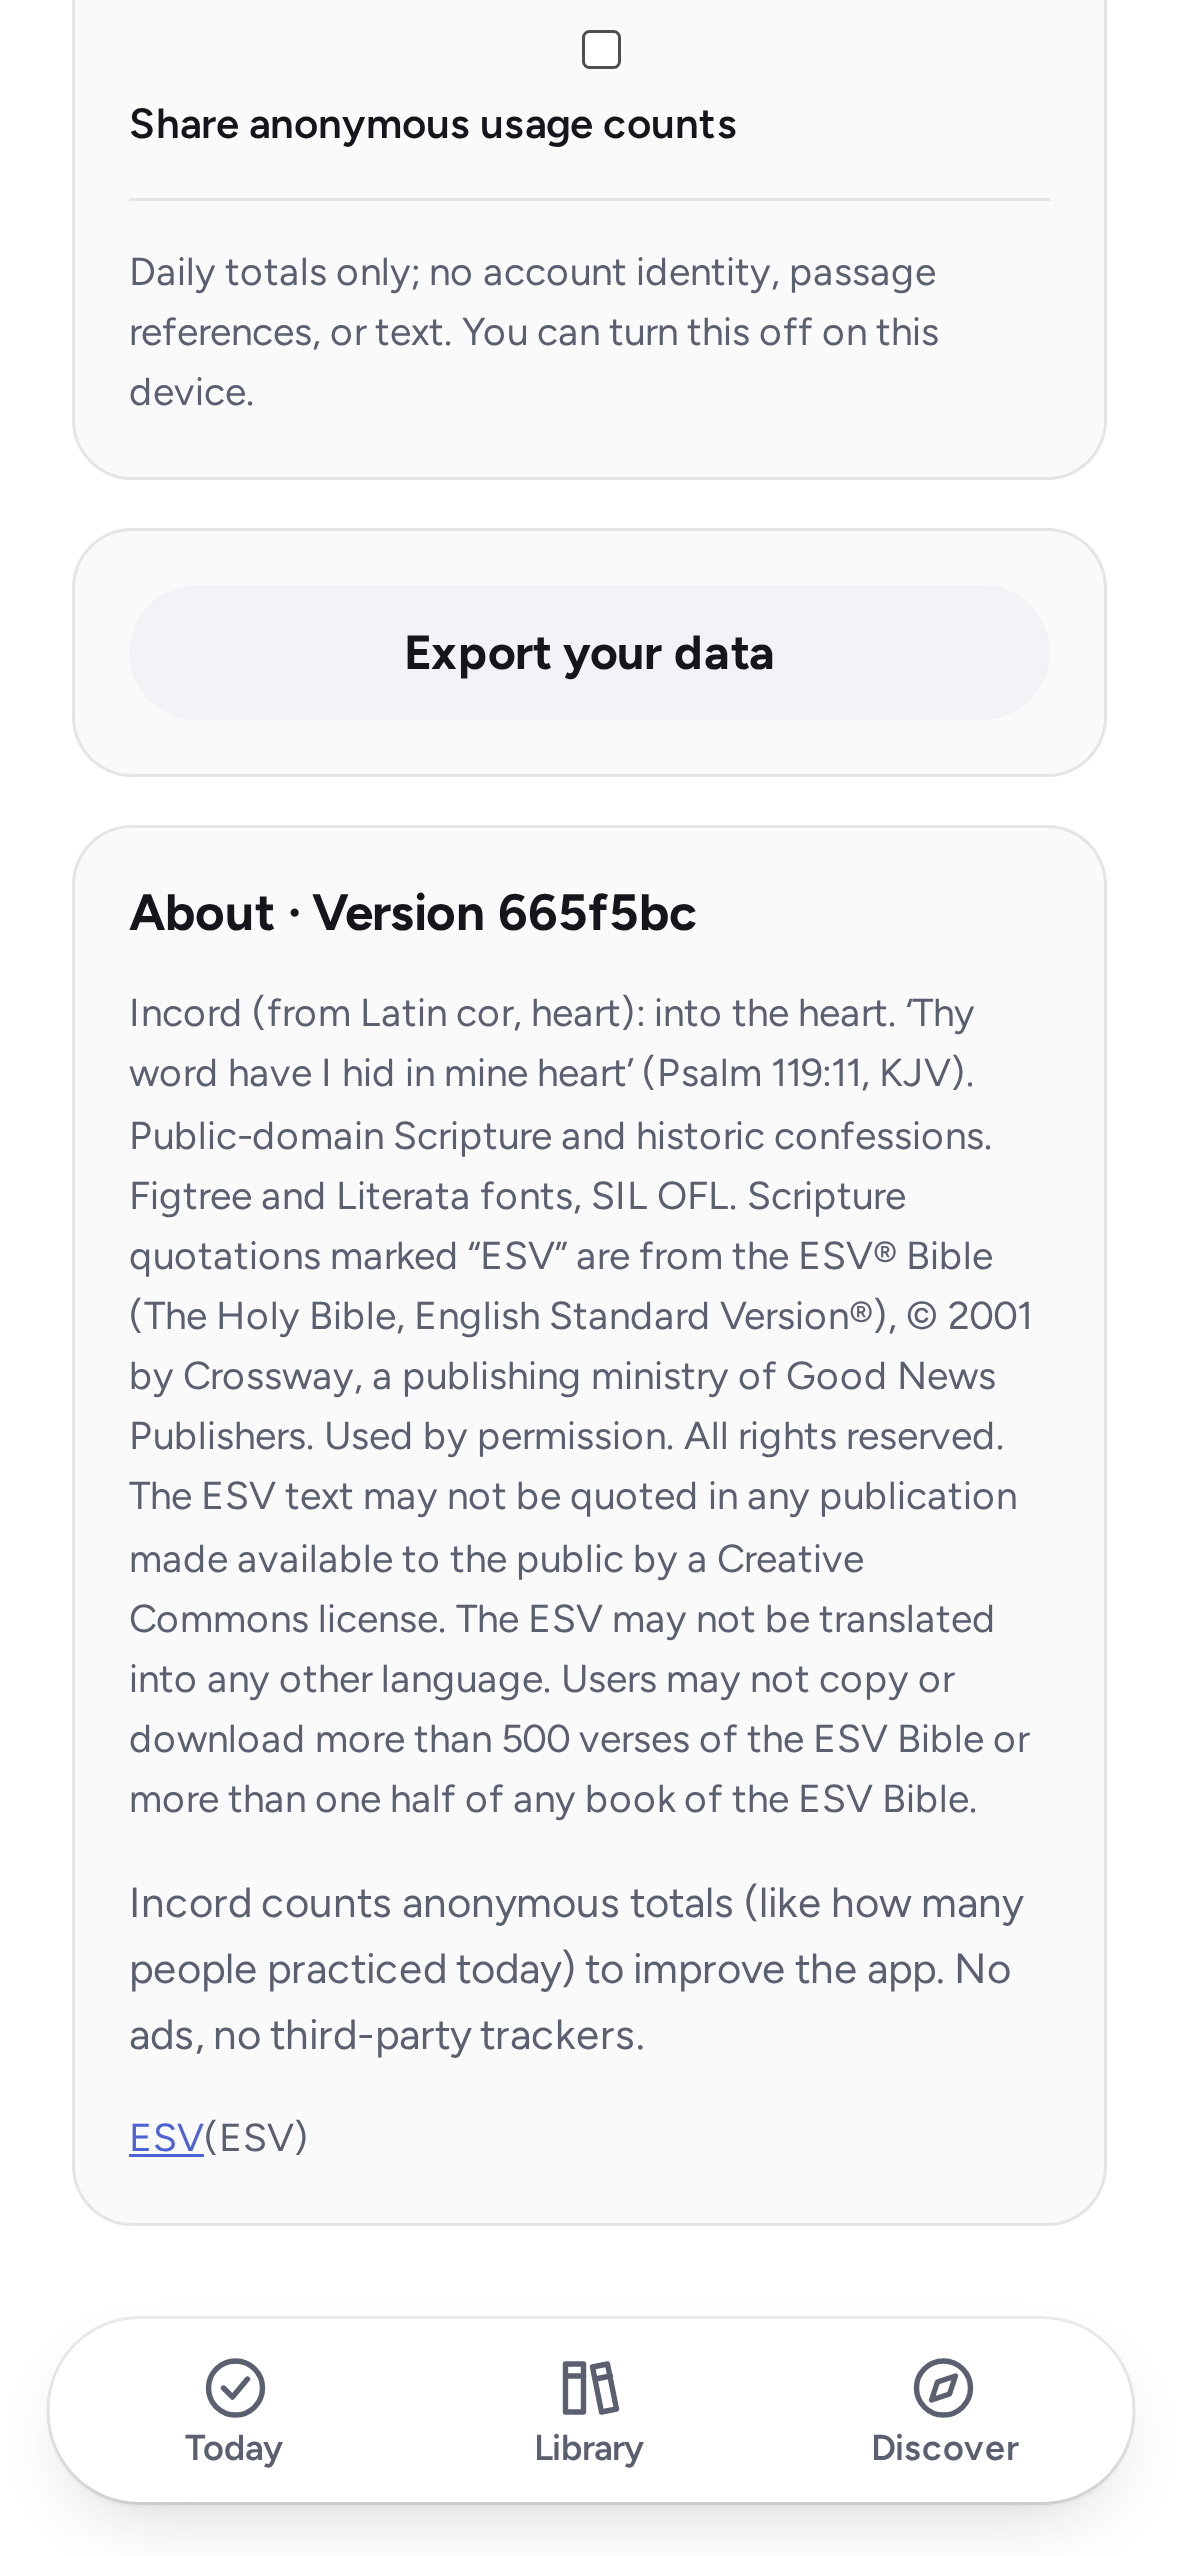 Share anonymous usage counts
Daily totals only; no account identity, passage
references, or text. You can turn this off on this
device.
Export your data
About · Version 665f5bc
Incord (from Latin cor, heart): into the heart. ‘Thy
word have I hid in mine heart’ (Psalm 119:11, KJV).
Public-domain Scripture and historic confessions.
Figtree and Literata fonts, SIL OFL. Scripture
quotations marked “ESV” are from the ESV® Bible
(The Holy Bible, English Standard Version®), © 2001
by Crossway, a publishing ministry of Good News
Publishers. Used by permission. All rights reserved.
The ESV text may not be quoted in any publication
made available to the public by a Creative
Commons license. The ESV may not be translated
into any other language. Users may not copy or
download more than 500 verses of the ESV Bible or
more than one half of any book of the ESV Bible.
Incord counts anonymous totals (like how many
people practiced today) to improve the app. No
ads, no third-party trackers.
ESV(ESV)
Today Library Discover